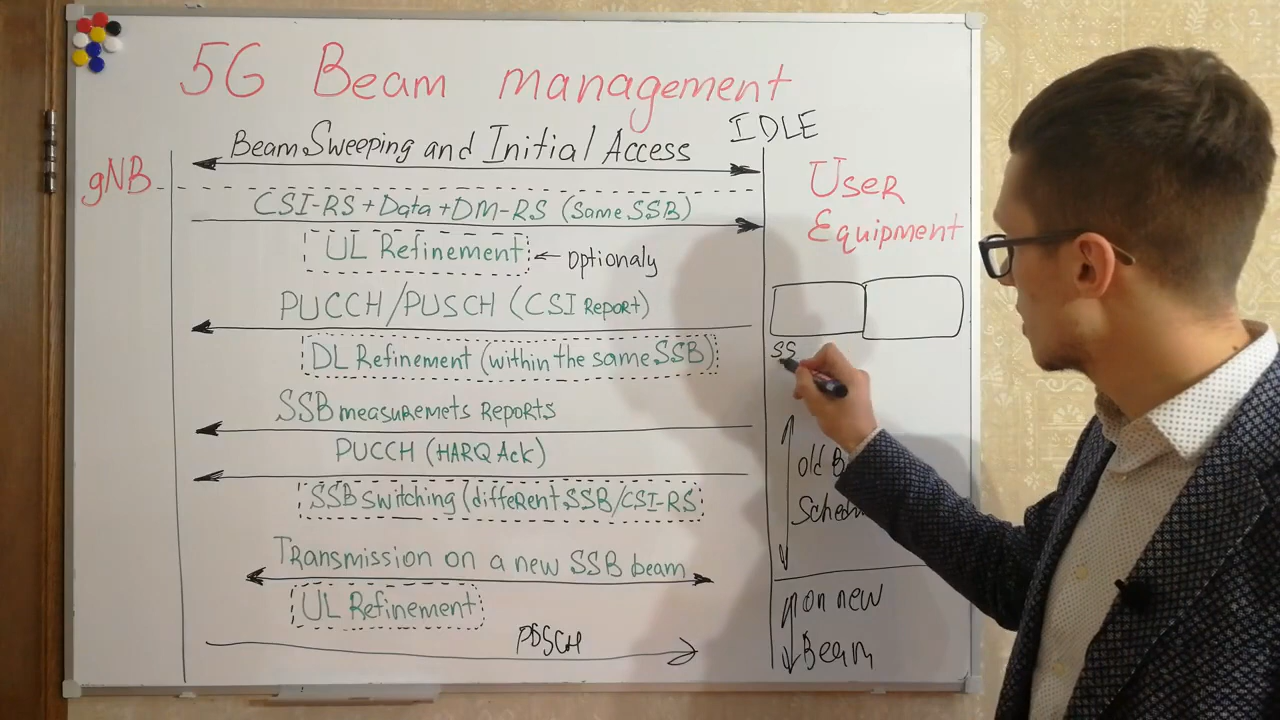 5G Beam management
IDLE
Beam Sweeping and Initial Access
gNB
User
Equipment
CSI-RS + Data + DM-RS (Same SSB)
UL Refinement ← Optionaly
PUCCH/PUSCH (CSI Report)
DL Refinement (within the same SSB)
SS
SSB measuremets Reports
PUCCH (HARQ Ack)
old B
Schedu
SSB switching (different SSB/CSI-RS
Transmission on a new SSB beam
UL Refinement
on new
Beam
PDSCH